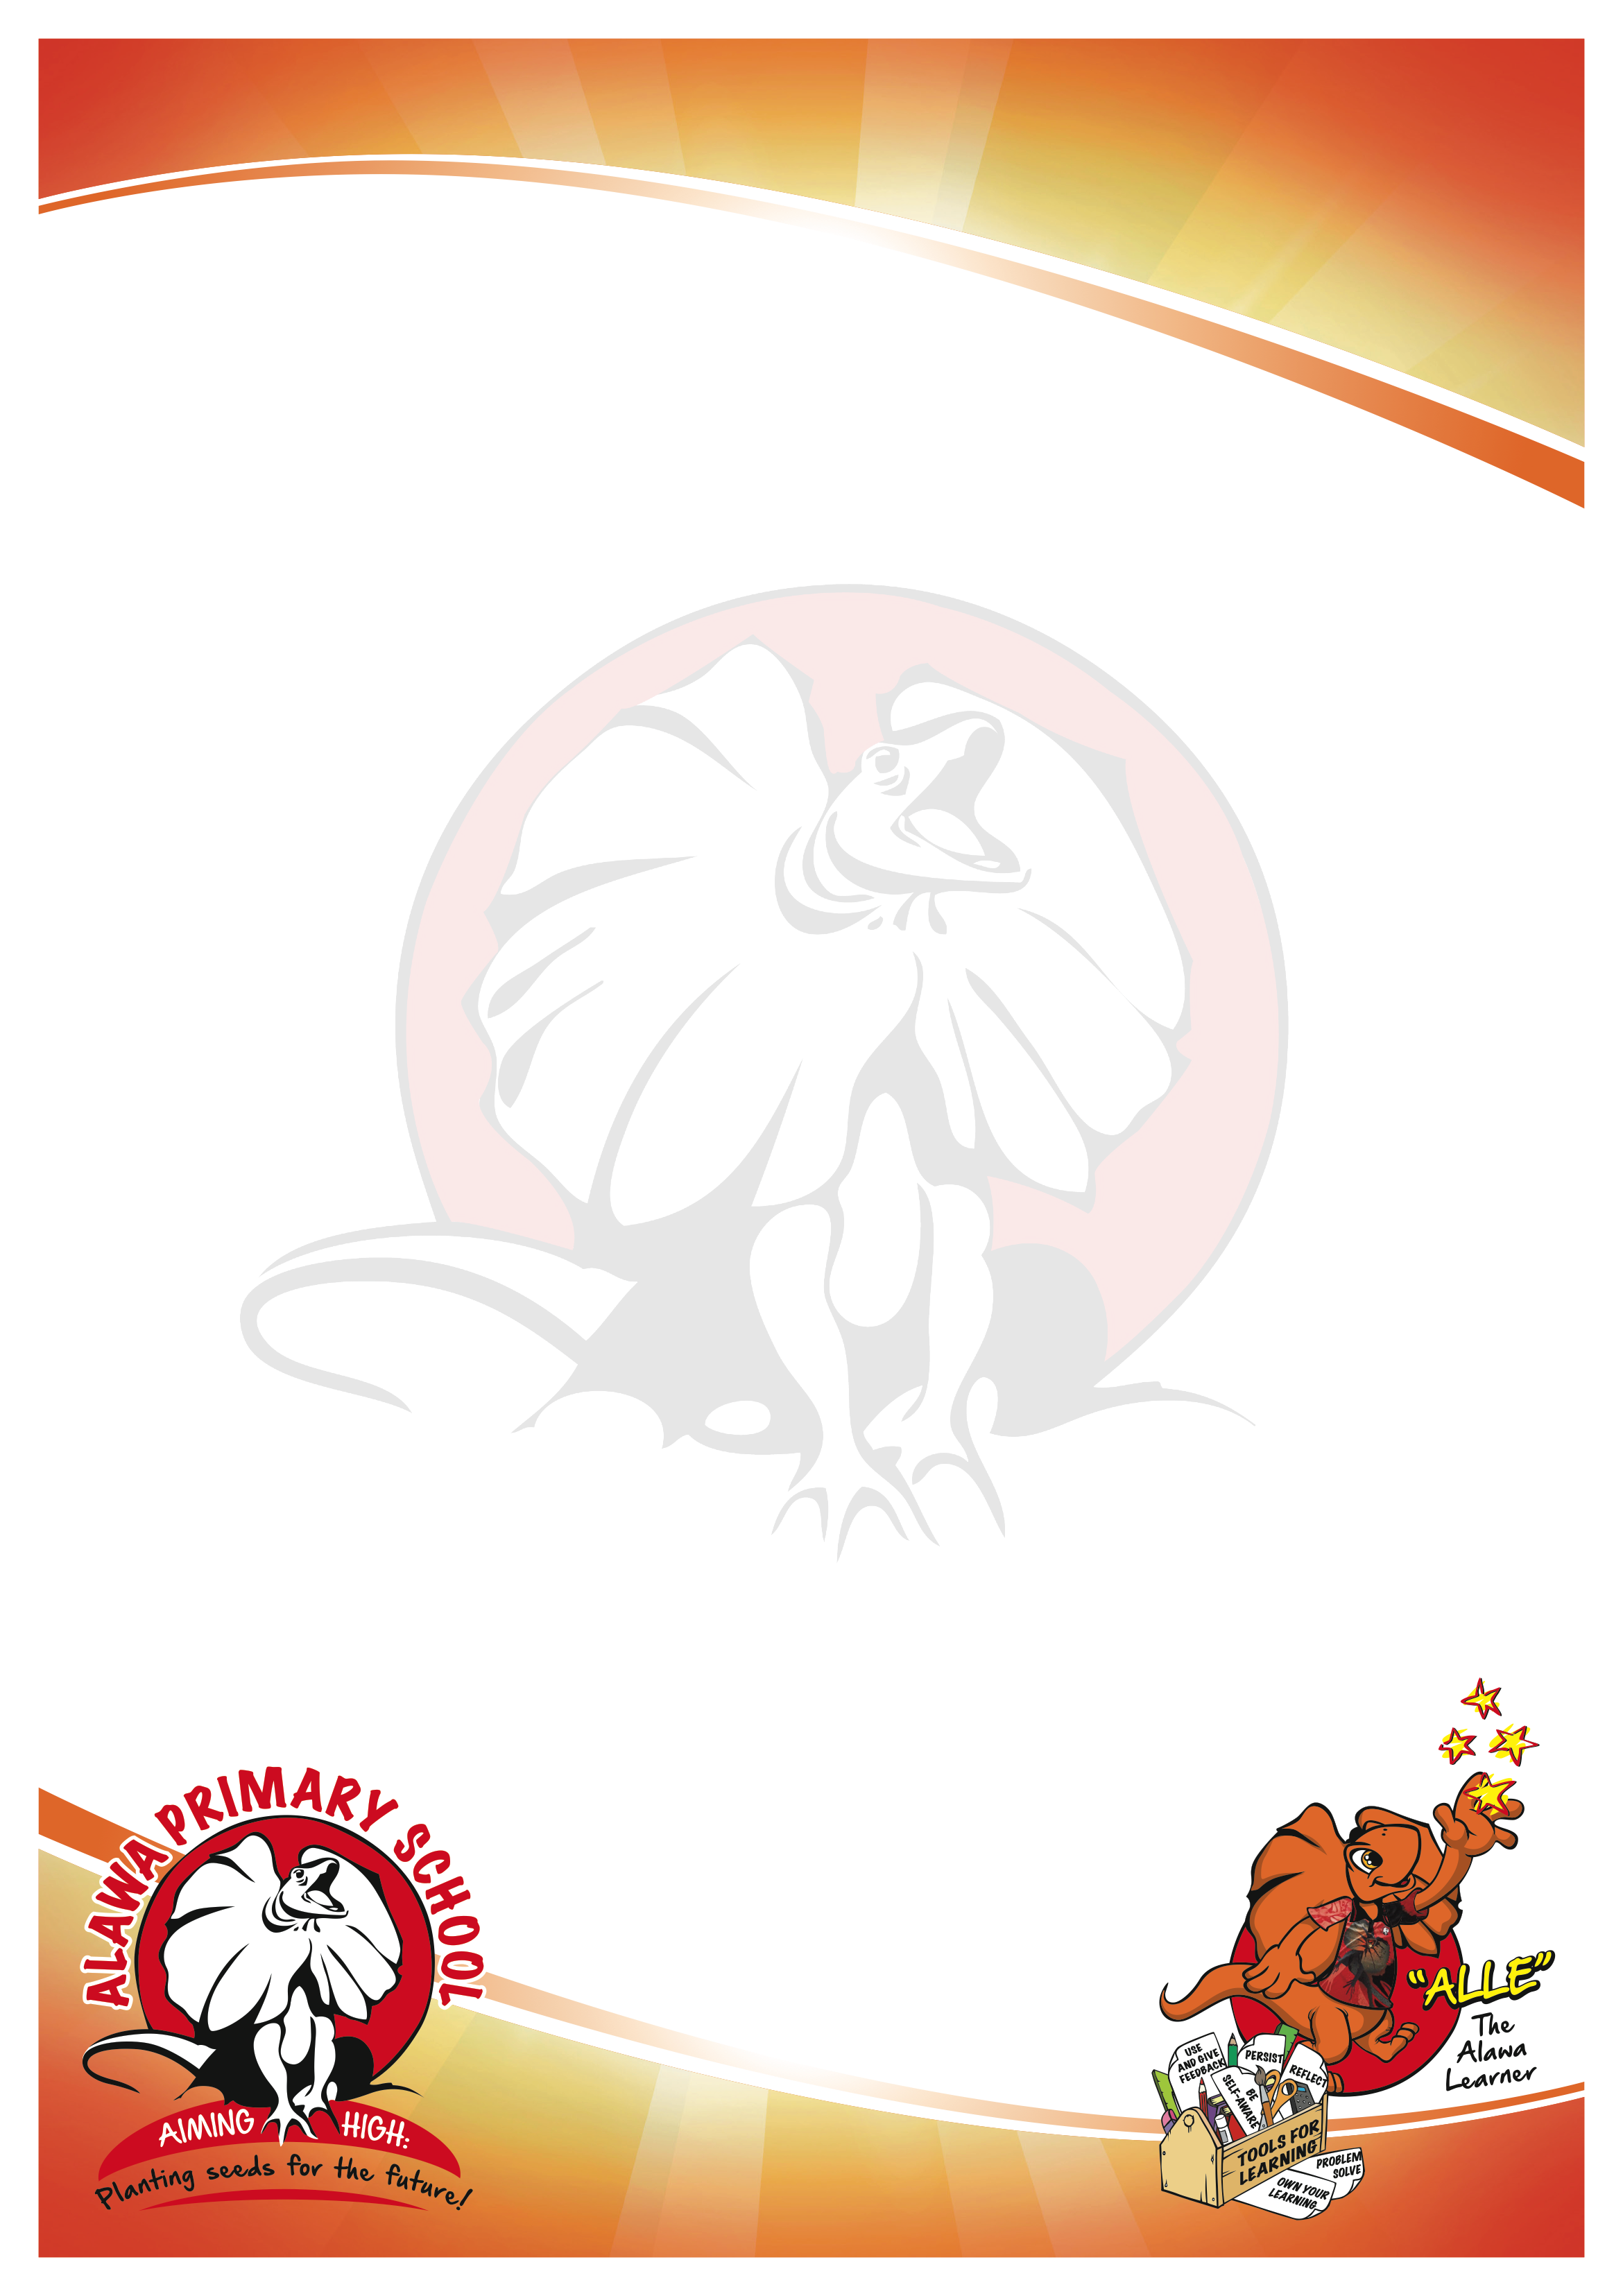 ALAWA PRIMARY SCHOOL
AIMING HIGH:
Planting seeds for the future!
"ALLE"
The
Alawa
Learner
USE
AND GIVE
FEEDBACK
PERSIST
REFLECT
BE
SELF-AWARE
TOOLS FOR
LEARNING
PROBLEM
SOLVE
OWN YOUR
LEARNING